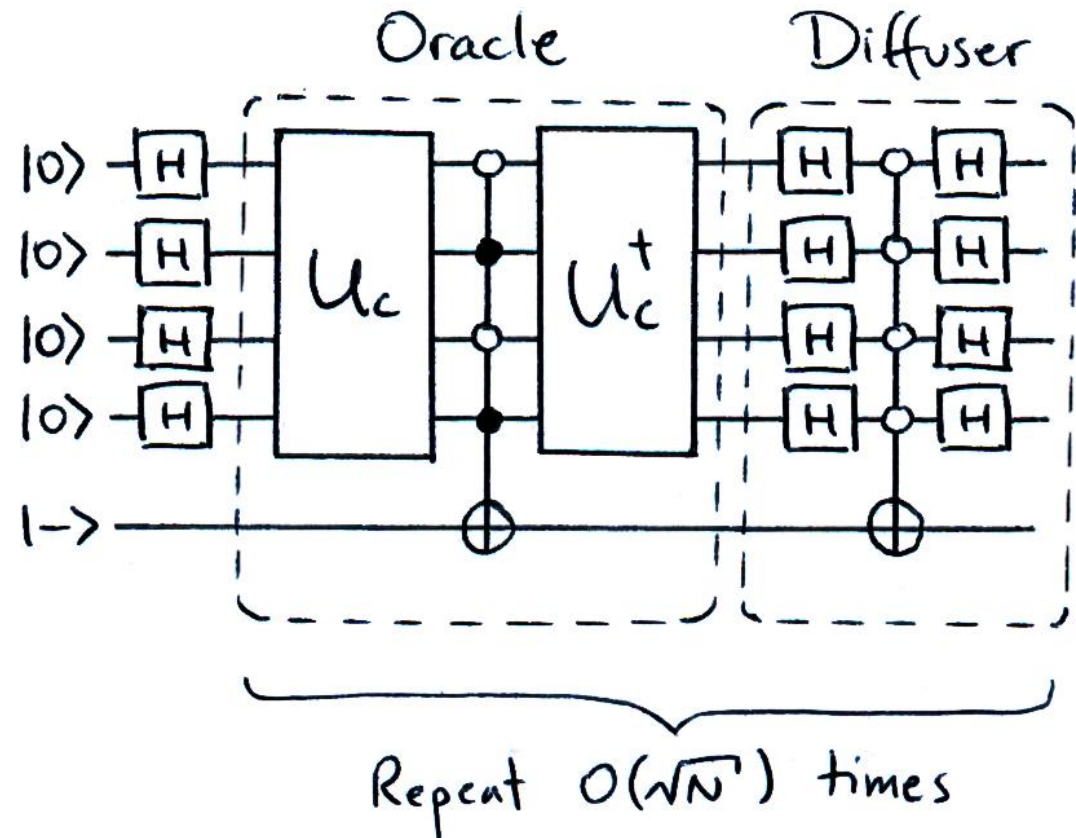 Oracle Diffuser
|0> H H H
|0> H H H
U_c U_c^†
|0> H H H
|0> H H H
|->
Repeat O(√N) times